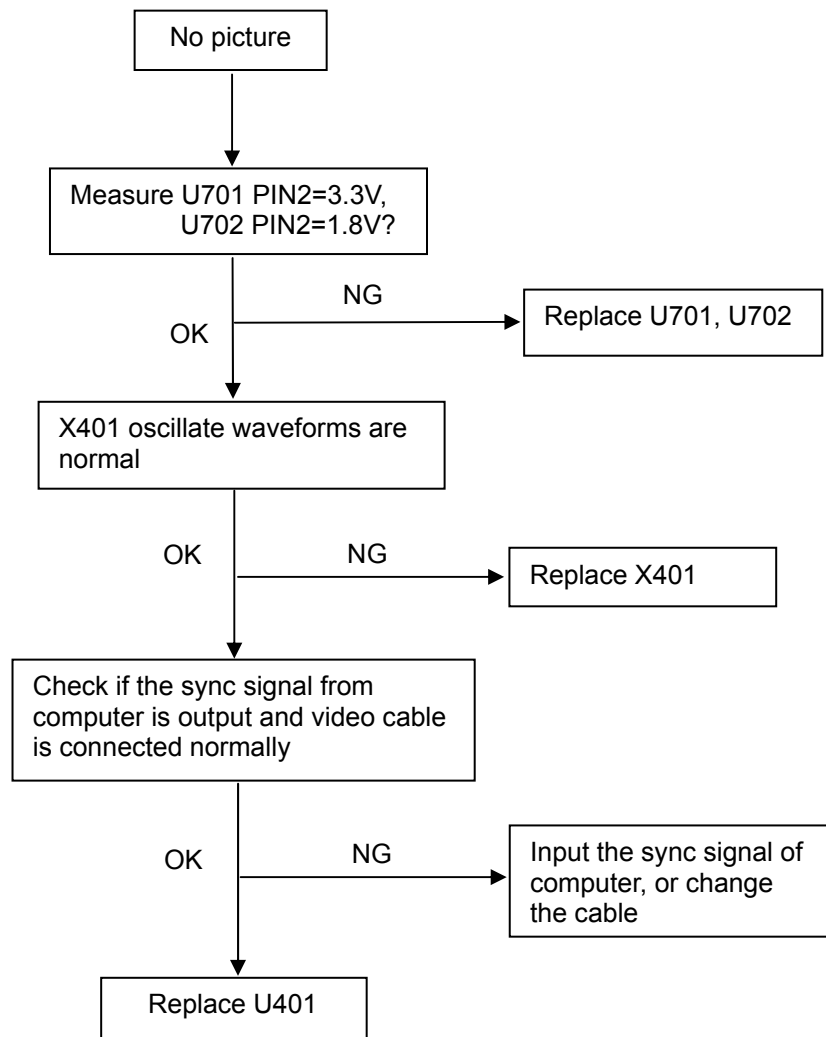 No picture
Measure U701 PIN2=3.3V,
U702 PIN2=1.8V?
NG
OK
Replace U701, U702
X401 oscillate waveforms are
normal
OK
NG
Replace X401
Check if the sync signal from
computer is output and video cable
is connected normally
OK
NG
Input the sync signal of
computer, or change
the cable
Replace U401